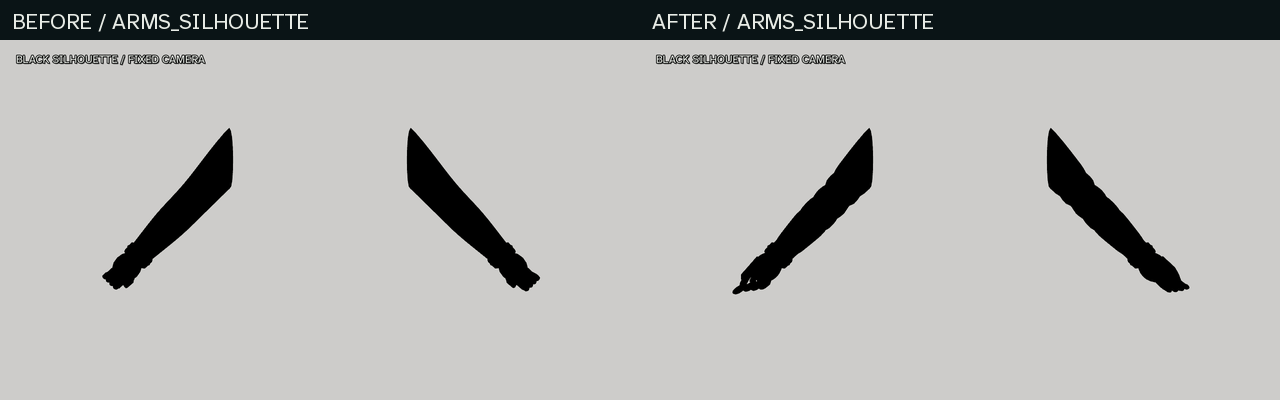 BEFORE / ARMS_SILHOUETTE
AFTER / ARMS_SILHOUETTE
BLACK SILHOUETTE / FIXED CAMERA
BLACK SILHOUETTE / FIXED CAMERA